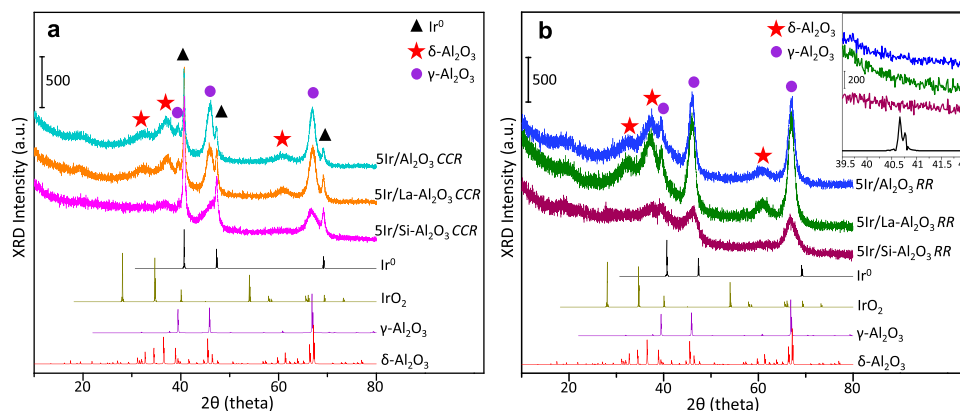 a
Ir⁰
δ-Al₂O₃
γ-Al₂O₃
500
XRD Intensity (a.u.)
5Ir/Al₂O₃ CCR
5Ir/La-Al₂O₃ CCR
5Ir/Si-Al₂O₃ CCR
Ir⁰
IrO₂
γ-Al₂O₃
δ-Al₂O₃
20 40 60 80
2θ (theta)
b
δ-Al₂O₃
γ-Al₂O₃
500
XRD Intensity (a.u.)
200
39.5 40.0 40.5 41.0 41.5
5Ir/Al₂O₃ RR
5Ir/La-Al₂O₃ RR
5Ir/Si-Al₂O₃ RR
Ir⁰
IrO₂
γ-Al₂O₃
δ-Al₂O₃
20 40 60 80
2θ (theta)